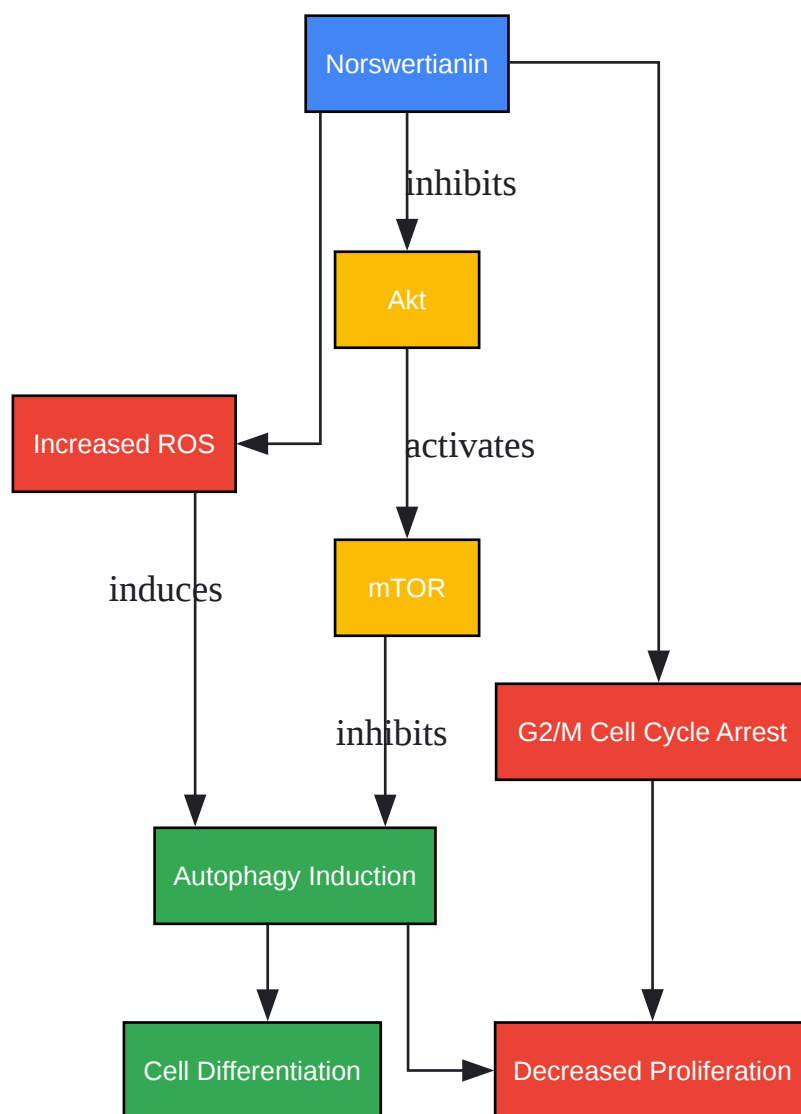 Norswertianin
inhibits
Akt
Increased ROS
activates
mTOR
induces
inhibits
G2/M Cell Cycle Arrest
Autophagy Induction
Cell Differentiation
Decreased Proliferation